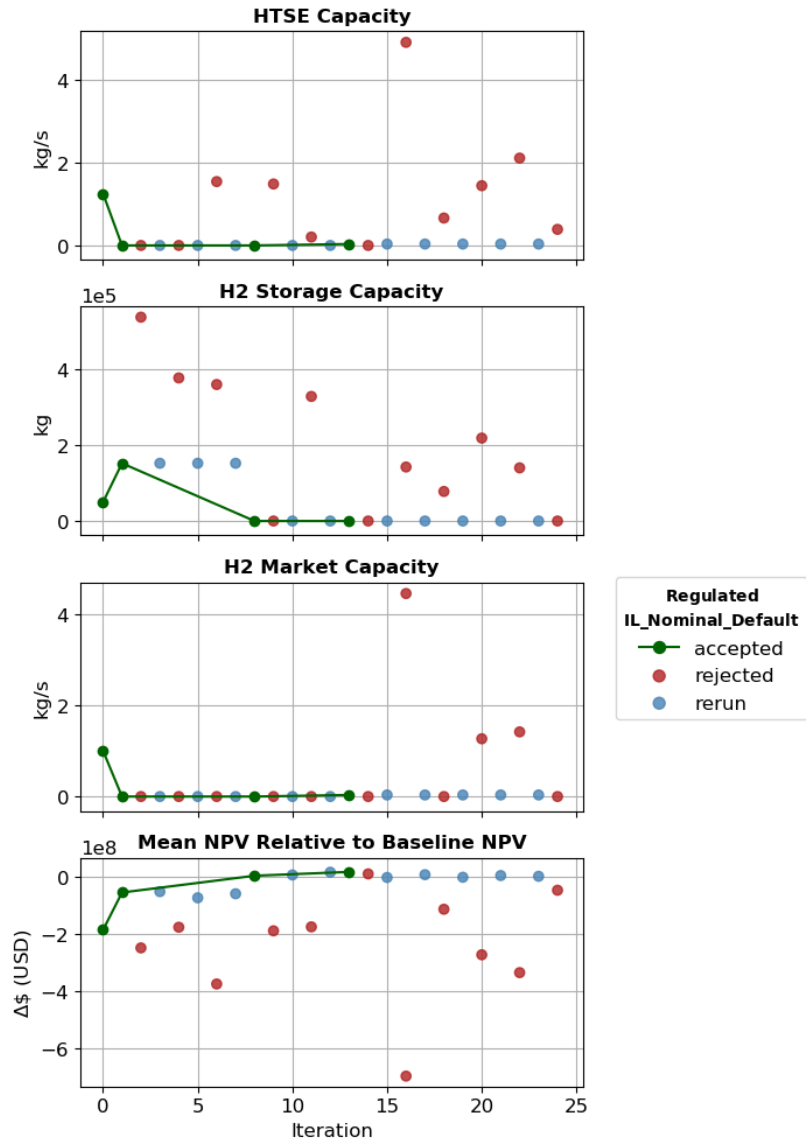 HTSE Capacity
4
2
0
kg/s
1e5
H2 Storage Capacity
4
2
0
kg
H2 Market Capacity
4
2
0
kg/s
Regulated
IL_Nominal_Default
accepted
rejected
rerun
1e8
Mean NPV Relative to Baseline NPV
0
−2
−4
−6
Δ$ (USD)
0 5 10 15 20 25
Iteration